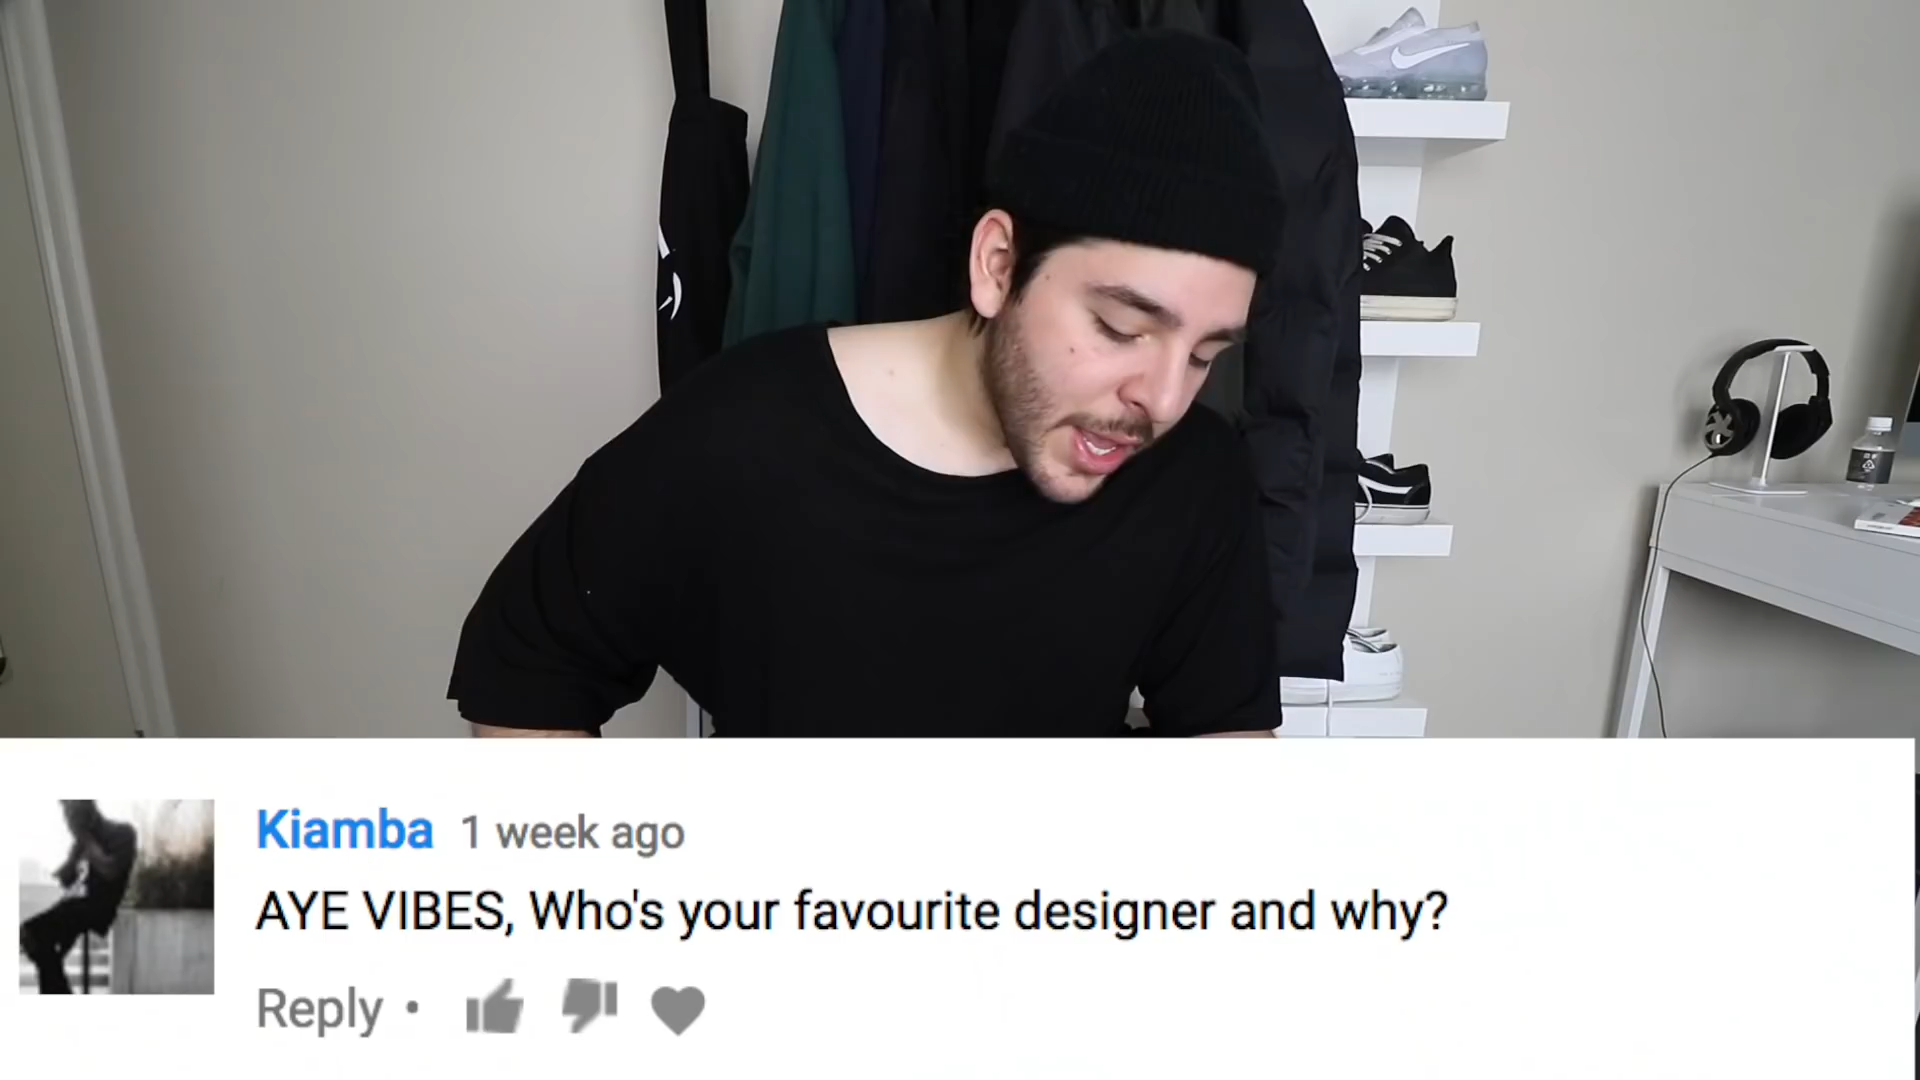 Kiamba 1 week ago
AYE VIBES, Who's your favourite designer and why?
Reply •